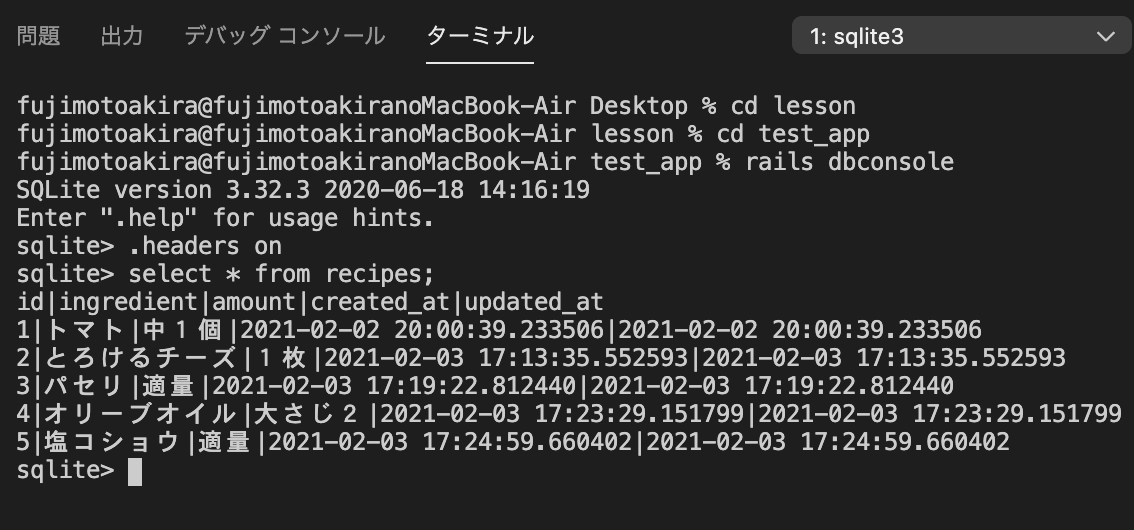 問題 出力 デバッグ コンソール ターミナル 1: sqlite3
fujimotoakira@fujimotoakiranoMacBook-Air Desktop % cd lesson
fujimotoakira@fujimotoakiranoMacBook-Air lesson % cd test_app
fujimotoakira@fujimotoakiranoMacBook-Air test_app % rails dbconsole
SQLite version 3.32.3 2020-06-18 14:16:19
Enter ".help" for usage hints.
sqlite> .headers on
sqlite> select * from recipes;
id|ingredient|amount|created_at|updated_at
1|トマト|中１個|2021-02-02 20:00:39.233506|2021-02-02 20:00:39.233506
2|とろけるチーズ|1枚|2021-02-03 17:13:35.552593|2021-02-03 17:13:35.552593
3|パセリ|適量|2021-02-03 17:19:22.812440|2021-02-03 17:19:22.812440
4|オリーブオイル|大さじ２|2021-02-03 17:23:29.151799|2021-02-03 17:23:29.151799
5|塩コショウ|適量|2021-02-03 17:24:59.660402|2021-02-03 17:24:59.660402
sqlite>